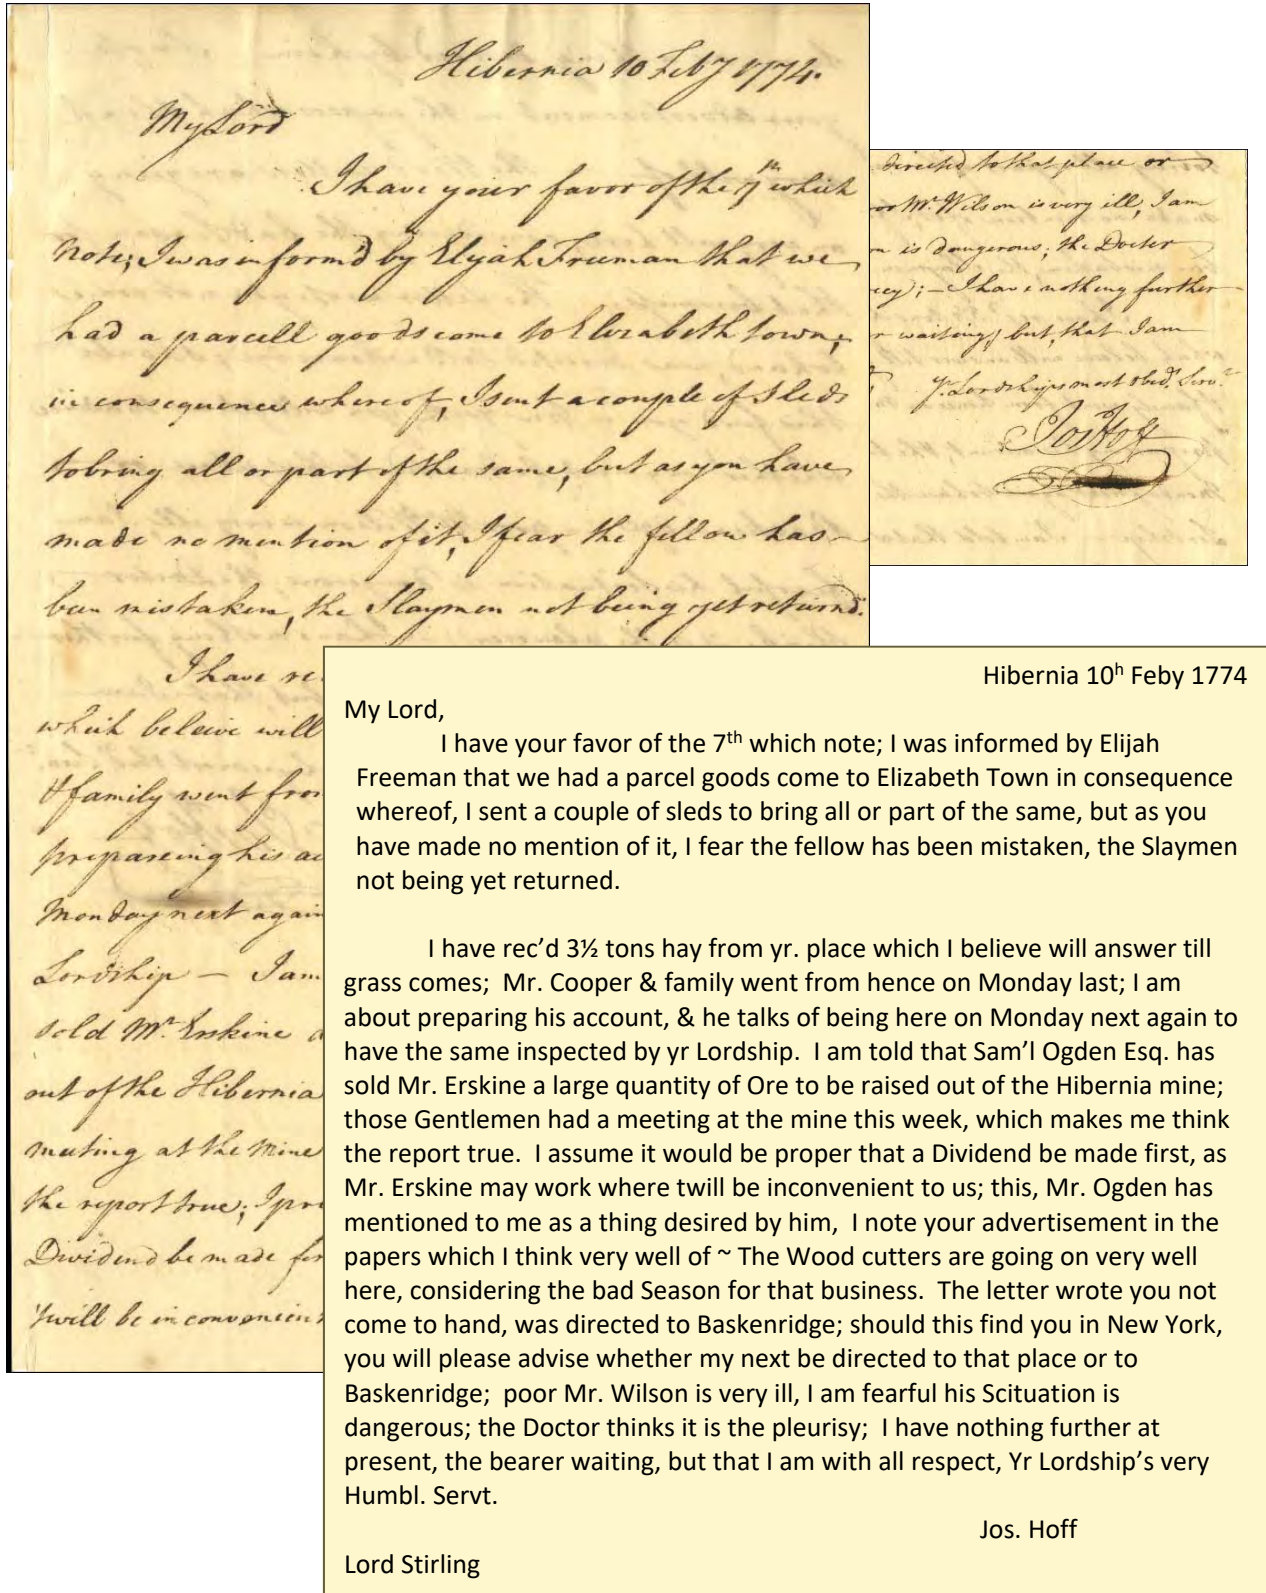 Hibernia 10 Feby 1774.
My Lord
I have your favor of the 7th which
note; I was inform'd by Elijah Freeman that we
had a parcell goods come to Elizabeth town,
in consequence whereof, I sent a couple of Sleds
to bring all or part of the same, but as you have
made no mention of it, I fear the fellow has
been mistaken, the Slaymen not being yet return'd.
I have re
which beleive will
& family went fro
prepareing his ac
Monday next again
Lordship — I am
sold Mr. Erskine a
out of the Hibernia
meeting at the Mine
the report true; I pr
Dividend be made fir
'twill be inconvenien
directed to that place or
or Mr. Wilson is very ill, I am
n is dangerous; the Docter
; — I have nothing further
r waiting, but, that I am
Yr. Lordships most Obedt. Servt.
Jos Hoff
Hibernia 10h Feby 1774
My Lord,
I have your favor of the 7th which note; I was informed by Elijah
Freeman that we had a parcel goods come to Elizabeth Town in consequence
whereof, I sent a couple of sleds to bring all or part of the same, but as you
have made no mention of it, I fear the fellow has been mistaken, the Slaymen
not being yet returned.
I have rec'd 3½ tons hay from yr. place which I believe will answer till
grass comes; Mr. Cooper & family went from hence on Monday last; I am
about preparing his account, & he talks of being here on Monday next again to
have the same inspected by yr Lordship. I am told that Sam'l Ogden Esq. has
sold Mr. Erskine a large quantity of Ore to be raised out of the Hibernia mine;
those Gentlemen had a meeting at the mine this week, which makes me think
the report true. I assume it would be proper that a Dividend be made first, as
Mr. Erskine may work where twill be inconvenient to us; this, Mr. Ogden has
mentioned to me as a thing desired by him, I note your advertisement in the
papers which I think very well of ~ The Wood cutters are going on very well
here, considering the bad Season for that business. The letter wrote you not
come to hand, was directed to Baskenridge; should this find you in New York,
you will please advise whether my next be directed to that place or to
Baskenridge; poor Mr. Wilson is very ill, I am fearful his Scituation is
dangerous; the Doctor thinks it is the pleurisy; I have nothing further at
present, the bearer waiting, but that I am with all respect, Yr Lordship's very
Humbl. Servt.
Jos. Hoff
Lord Stirling